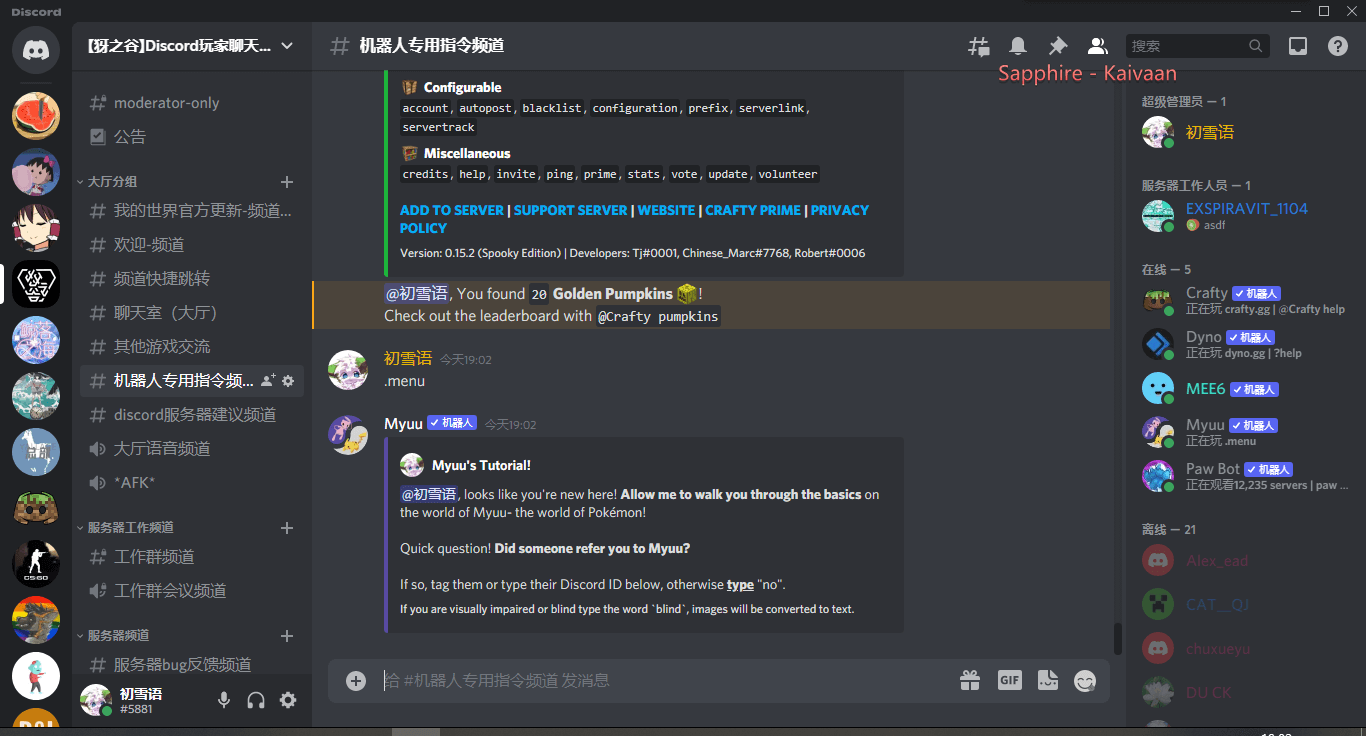 Discord
【犽之谷】Discord玩家聊天...
moderator-only
公告
大厅分组
我的世界官方更新-频道...
欢迎-频道
频道快捷跳转
聊天室（大厅）
其他游戏交流
机器人专用指令频...
discord服务器建议频道
大厅语音频道
*AFK*
服务器工作频道
工作群频道
工作群会议频道
服务器频道
服务器bug反馈频道
初雪语
#5881
CS:GO
机器人专用指令频道
搜索
Sapphire - Kaivaan
Configurable
account, autopost, blacklist, configuration, prefix, serverlink,
servertrack
Miscellaneous
credits, help, invite, ping, prime, stats, vote, update, volunteer
ADD TO SERVER | SUPPORT SERVER | WEBSITE | CRAFTY PRIME | PRIVACY
POLICY
Version: 0.15.2 (Spooky Edition) | Developers: Tj#0001, Chinese_Marc#7768, Robert#0006
@初雪语, You found 20 Golden Pumpkins !
Check out the leaderboard with @Crafty pumpkins
初雪语 今天19:02
.menu
Myuu 机器人 今天19:02
Myuu's Tutorial!
@初雪语, looks like you're new here! Allow me to walk you through the basics on
the world of Myuu- the world of Pokémon!
Quick question! Did someone refer you to Myuu?
If so, tag them or type their Discord ID below, otherwise type "no".
If you are visually impaired or blind type the word `blind`, images will be converted to text.
给 #机器人专用指令频道 发消息
GIF
超级管理员 — 1
初雪语
服务器工作人员 — 1
EXSPIRAVIT_1104
asdf
在线 — 5
Crafty 机器人
正在玩 crafty.gg | @Crafty help
Dyno 机器人
正在玩 dyno.gg | ?help
MEE6 机器人
Myuu 机器人
正在玩 .menu
Paw Bot 机器人
正在观看12,235 servers | paw ...
离线 — 21
Alex_ead
CAT__QJ
chuxueyu
DU CK